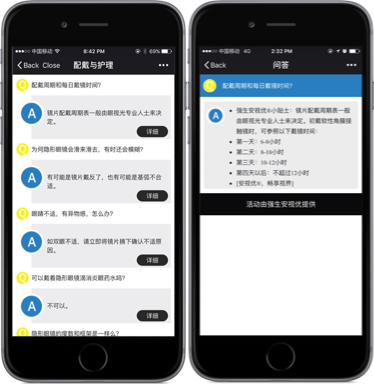 中国移动
8:42 PM
69%
Back Close 配戴与护理
Q 配戴周期和每日戴镜时间?
A 镜片配戴周期表一般由眼视光专业人士来决
定。
详细
Q 为何隐形眼镜会滑来滑去,有时还会模糊?
A 有可能是镜片戴反了,也有可能是基弧不合
适。
详细
Q 眼睛不适,有异物感,怎么办?
A 如双眼不适,请立即将镜片摘下确认不适原
因。
详细
Q 可以戴着隐形眼镜滴消炎眼药水吗?
A 不可以。
详细
Q 隐形眼镜的度数和框架是一样么?
中国移动 4G
2:32 PM
Back 问答
Q 配戴周期和每日戴镜时间?
A • 强生安视优®小贴士:镜片配戴周期表一般
由眼视光专业人士来决定。初戴软性角膜接
触镜时,可参照以下戴镜时间:
• 第一天:6-8小时
• 第二天:8-10小时
• 第三天:10-12小时
• 第四天以后:不超过12小时
• [安视优®,畅享视界]
活动由强生安视优提供